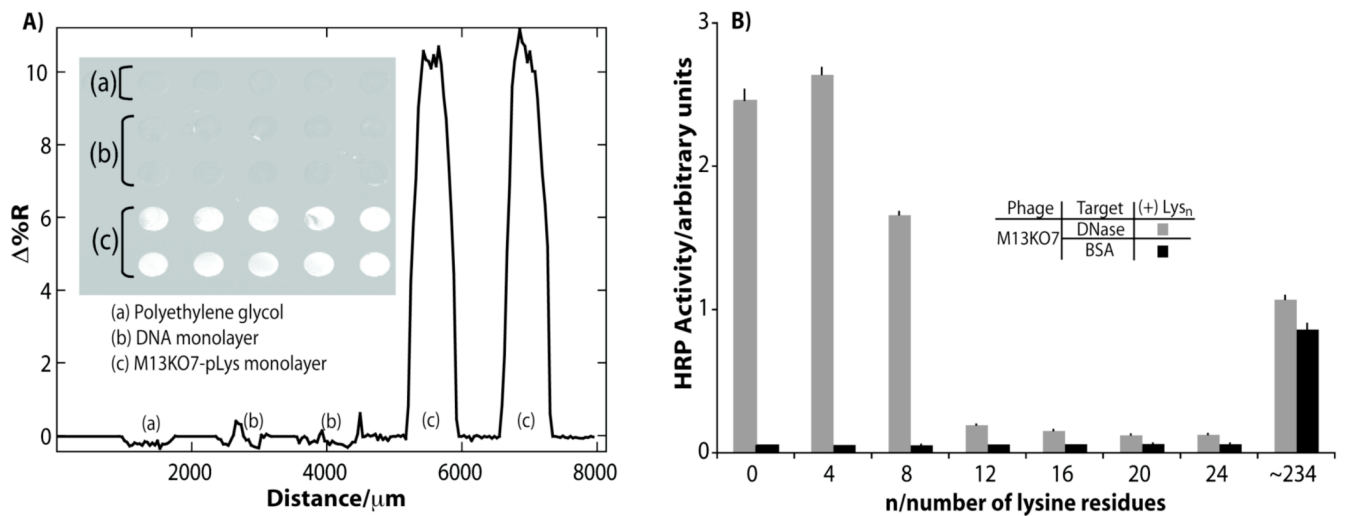 A)
10
8
6
4
2
0
Δ%R
(a)
(b)
(c)
(a) Polyethylene glycol
(b) DNA monolayer
(c) M13KO7-pLys monolayer
(a)
(b)
(b)
(c)
(c)
2000 4000 6000 8000
Distance/μm
B)
3
2
1
0
HRP Activity/arbitrary units
Phage Target (+) Lysn
M13KO7 DNase
BSA
0 4 8 12 16 20 24 ~234
n/number of lysine residues